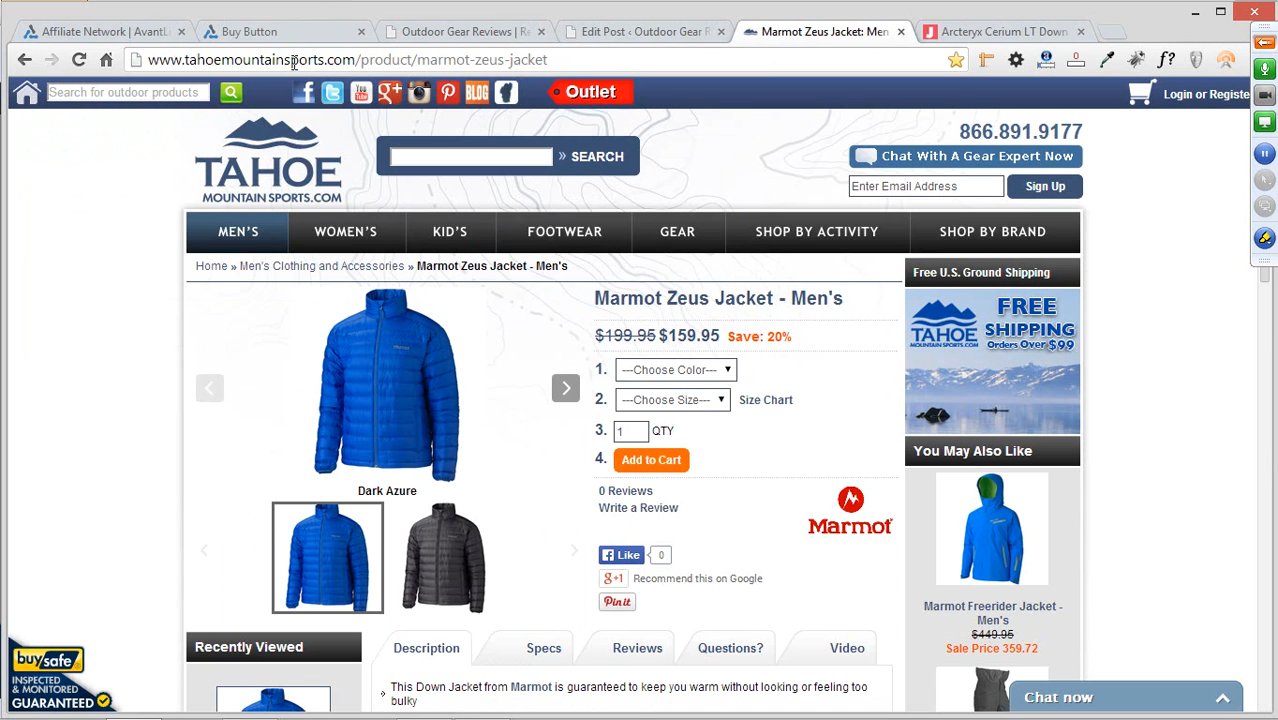 Affiliate Network | AvantL
Buy Button
Outdoor Gear Reviews | Re
Edit Post ‹ Outdoor Gear R
Marmot Zeus Jacket: Men
Arcteryx Cerium LT Down
www.tahoemountainsports.com/product/marmot-zeus-jacket
f?
Search for outdoor products
You Tube
g+
BLOG
Outlet
Login or Registe
TAHOE
MOUNTAIN SPORTS.COM
» SEARCH
866.891.9177
Chat With A Gear Expert Now
Enter Email Address
Sign Up
MEN'S
WOMEN'S
KID'S
FOOTWEAR
GEAR
SHOP BY ACTIVITY
SHOP BY BRAND
Home » Men's Clothing and Accessories » Marmot Zeus Jacket - Men's
Marmot Zeus Jacket - Men's
$199.95 $159.95 Save: 20%
1. ---Choose Color---
2. ---Choose Size--- Size Chart
3. 1 QTY
4. Add to Cart
0 Reviews
Write a Review
Marmot
Like 0
g+1 Recommend this on Google
Pin it
Dark Azure
Free U.S. Ground Shipping
TAHOE
FREE
SHIPPING
Orders Over $99
You May Also Like
Marmot Freerider Jacket -
Men's
$449.95
Sale Price 359.72
Recently Viewed
Description
Specs
Reviews
Questions?
Video
This Down Jacket from Marmot is guaranteed to keep you warm without looking or feeling too
bulky
buySafe
INSPECTED
& MONITORED
GUARANTEED
Chat now